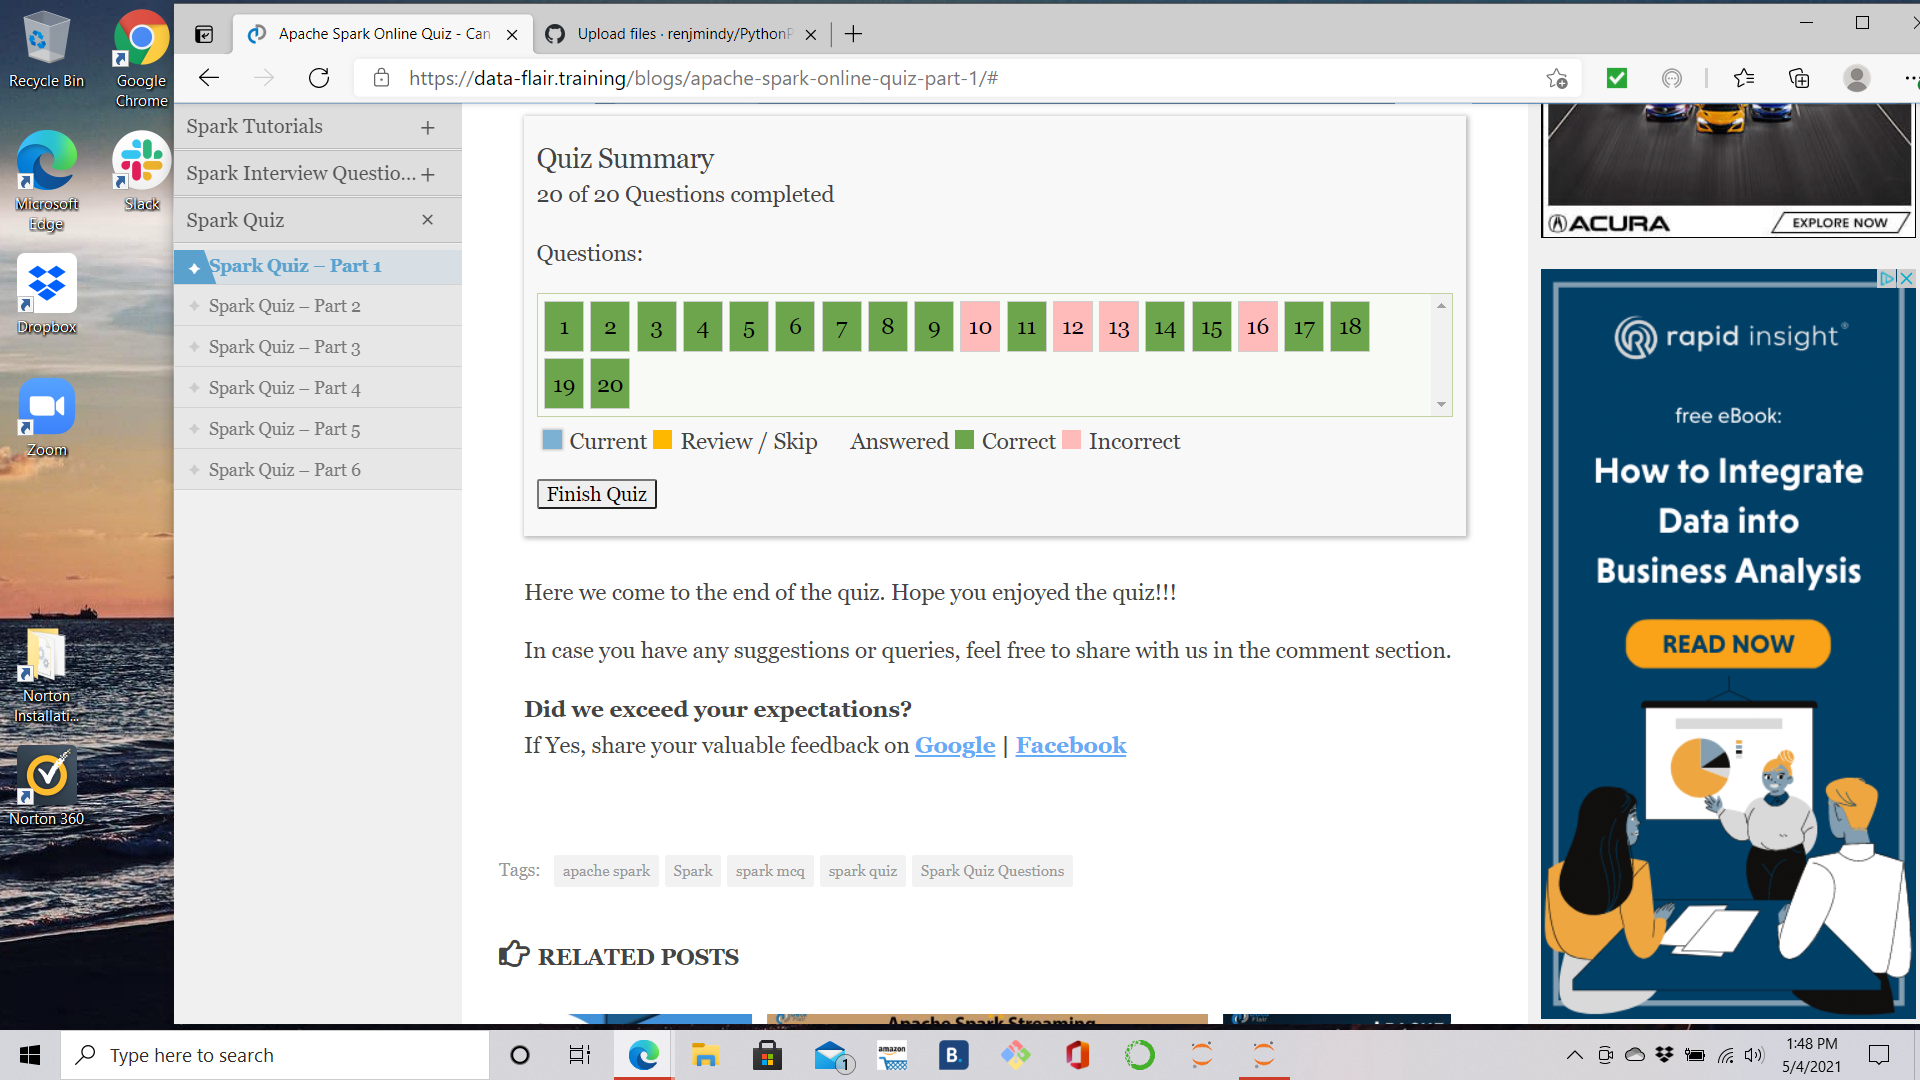 Recycle Bin
Google
Chrome
Microsoft
Edge
Slack
Dropbox
Zoom
Norton
Installati...
Norton 360
Apache Spark Online Quiz - Can
Upload files · renjmindy/PythonP
https://data-flair.training/blogs/apache-spark-online-quiz-part-1/#
Spark Tutorials
Spark Interview Questio...
Spark Quiz
Spark Quiz – Part 1
Spark Quiz – Part 2
Spark Quiz – Part 3
Spark Quiz – Part 4
Spark Quiz – Part 5
Spark Quiz – Part 6
Quiz Summary
20 of 20 Questions completed
Questions:
1 2 3 4 5 6 7 8 9 10 11 12 13 14 15 16 17 18
19 20
Current Review / Skip Answered Correct Incorrect
Finish Quiz
Here we come to the end of the quiz. Hope you enjoyed the quiz!!!
In case you have any suggestions or queries, feel free to share with us in the comment section.
Did we exceed your expectations?
If Yes, share your valuable feedback on Google | Facebook
Tags: apache spark Spark spark mcq spark quiz Spark Quiz Questions
RELATED POSTS
Apache Spark Streaming
ACURA EXPLORE NOW
rapid insight®
free eBook:
How to Integrate
Data into
Business Analysis
READ NOW
Type here to search
1
amazon
B.
1:48 PM
5/4/2021